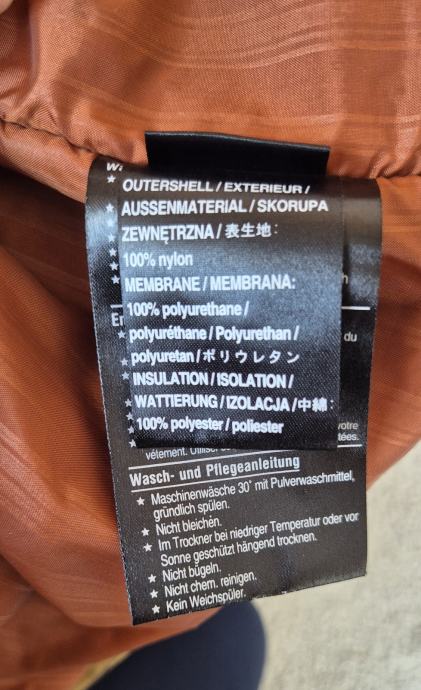 OUTERSHELL / EXTERIEUR /
AUSSENMATERIAL / SKORUPA
ZEWNĘTRZNA / 表生地:
100% nylon
MEMBRANE / MEMBRANA:
100% polyurethane /
polyuréthane / Polyurethan /
polyuretan / ポリウレタン
INSULATION / ISOLATION /
WATTIERUNG / IZOLACJA / 中綿:
100% polyester / poliester
du
vêtement.
Wasch- und Pflegeanleitung
★ Maschinenwäsche 30° mit Pulverwaschmittel,
gründlich spülen.
★ Nicht bleichen.
★ Im Trockner bei niedriger Temperatur oder vor
Sonne geschützt hängend trocknen.
★ Nicht bügeln.
★ Nicht chem. reinigen.
★ Kein Weichspüler.